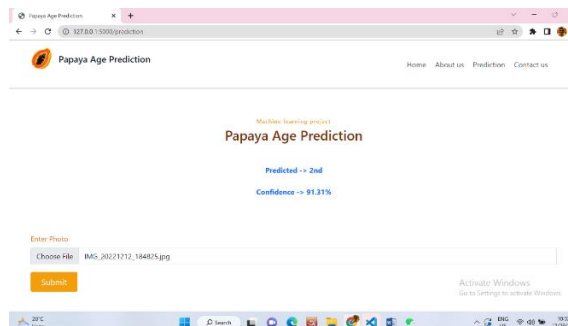 Papaya Age Prediction
127.0.0.1:5000/prediction
Papaya Age Prediction
Home About us Prediction Contact us
Machine learning project
Papaya Age Prediction
Predicted -> 2nd
Confidence -> 91.31%
Enter Photo
Choose File IMG_20221212_184825.jpg
Submit
Activate Windows
Go to Settings to activate Windows.
20°C
Search
ENG